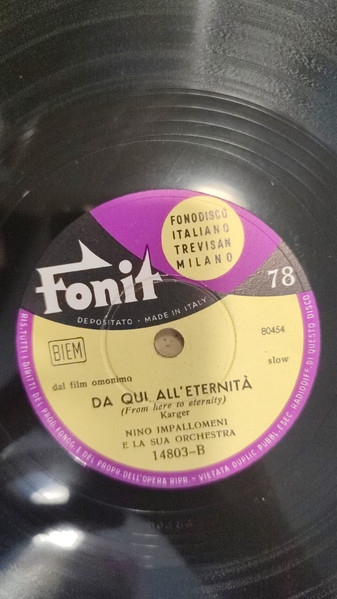 FONODISCO
ITALIANO
TREVISAN
MILANO
Fonit
78
DEPOSITATO · MADE IN ITALY
80454
BIEM
slow
dal film omonimo
DA QUI ALL'ETERNITÀ
(From here to eternity)
Karger
NINO IMPALLOMENI
E LA SUA ORCHESTRA
14803-B
RIS. TUTTI I DIRITTI DEL PROD. FONOG. E DEL PROPR. DELL'OPERA RIPR. - VIETATA DUPLIC. PUBBL. ESEC. RADIODIFF. DI QUESTO DISCO